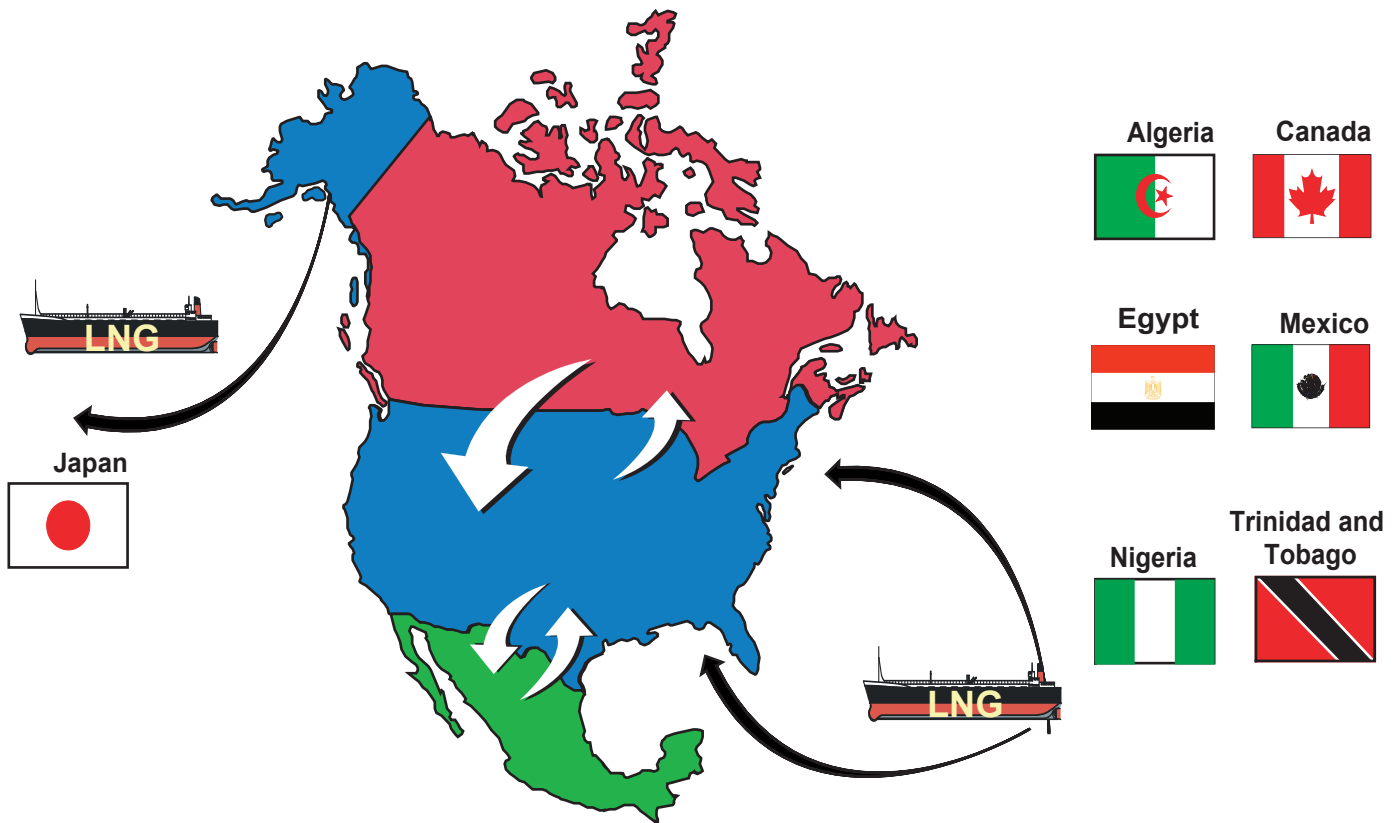 Algeria
Canada
LNG
Egypt
Mexico
Japan
Trinidad and
Tobago
Nigeria
LNG